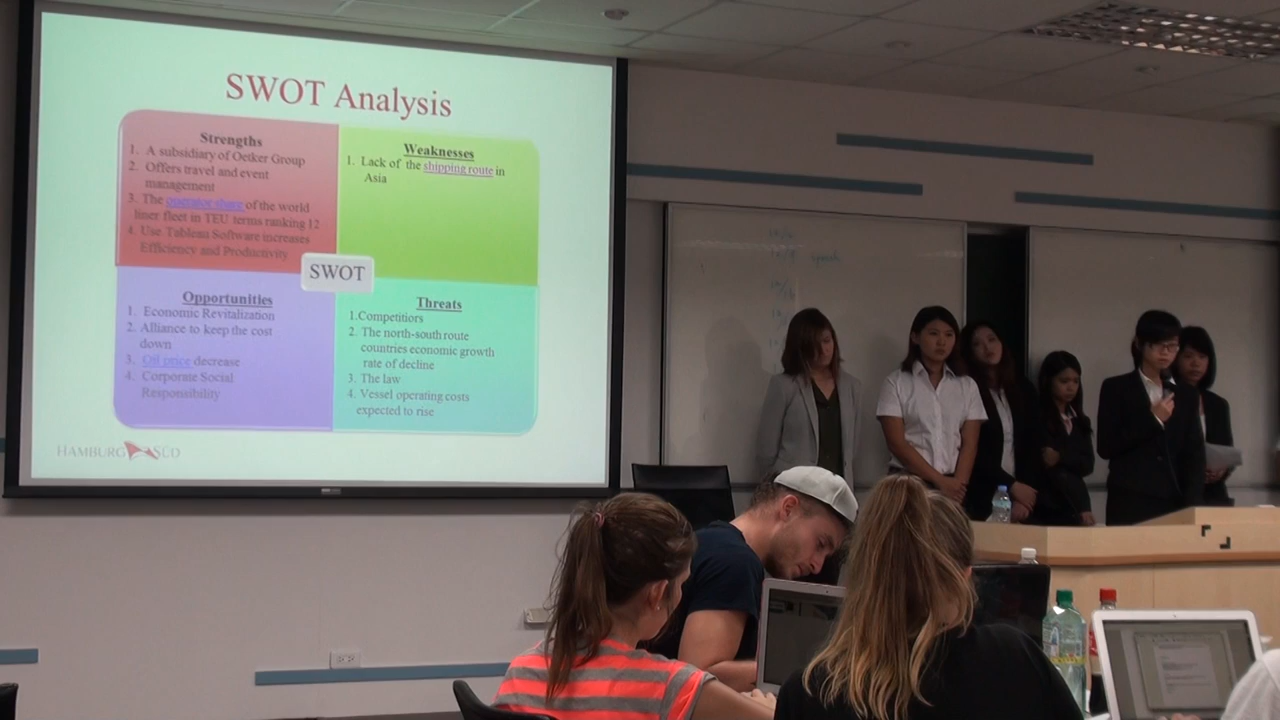 SWOT Analysis
Strengths
1. A subsidiary of Oetker Group
2. Offers travel and event
management
3. The operator share of the world
liner fleet in TEU terms ranking 12
4. Use Tableau Software increases
Efficiency and Productivity
Weaknesses
1. Lack of the shipping route in
Asia
SWOT
Opportunities
1. Economic Revitalization
2. Alliance to keep the cost
down
3. Oil price decrease
4. Corporate Social
Responsibility
Threats
1.Competitiors
2. The north-south route
countries economic growth
rate of decline
3. The law
4. Vessel operating costs
expected to rise
HAMBURG SÜD